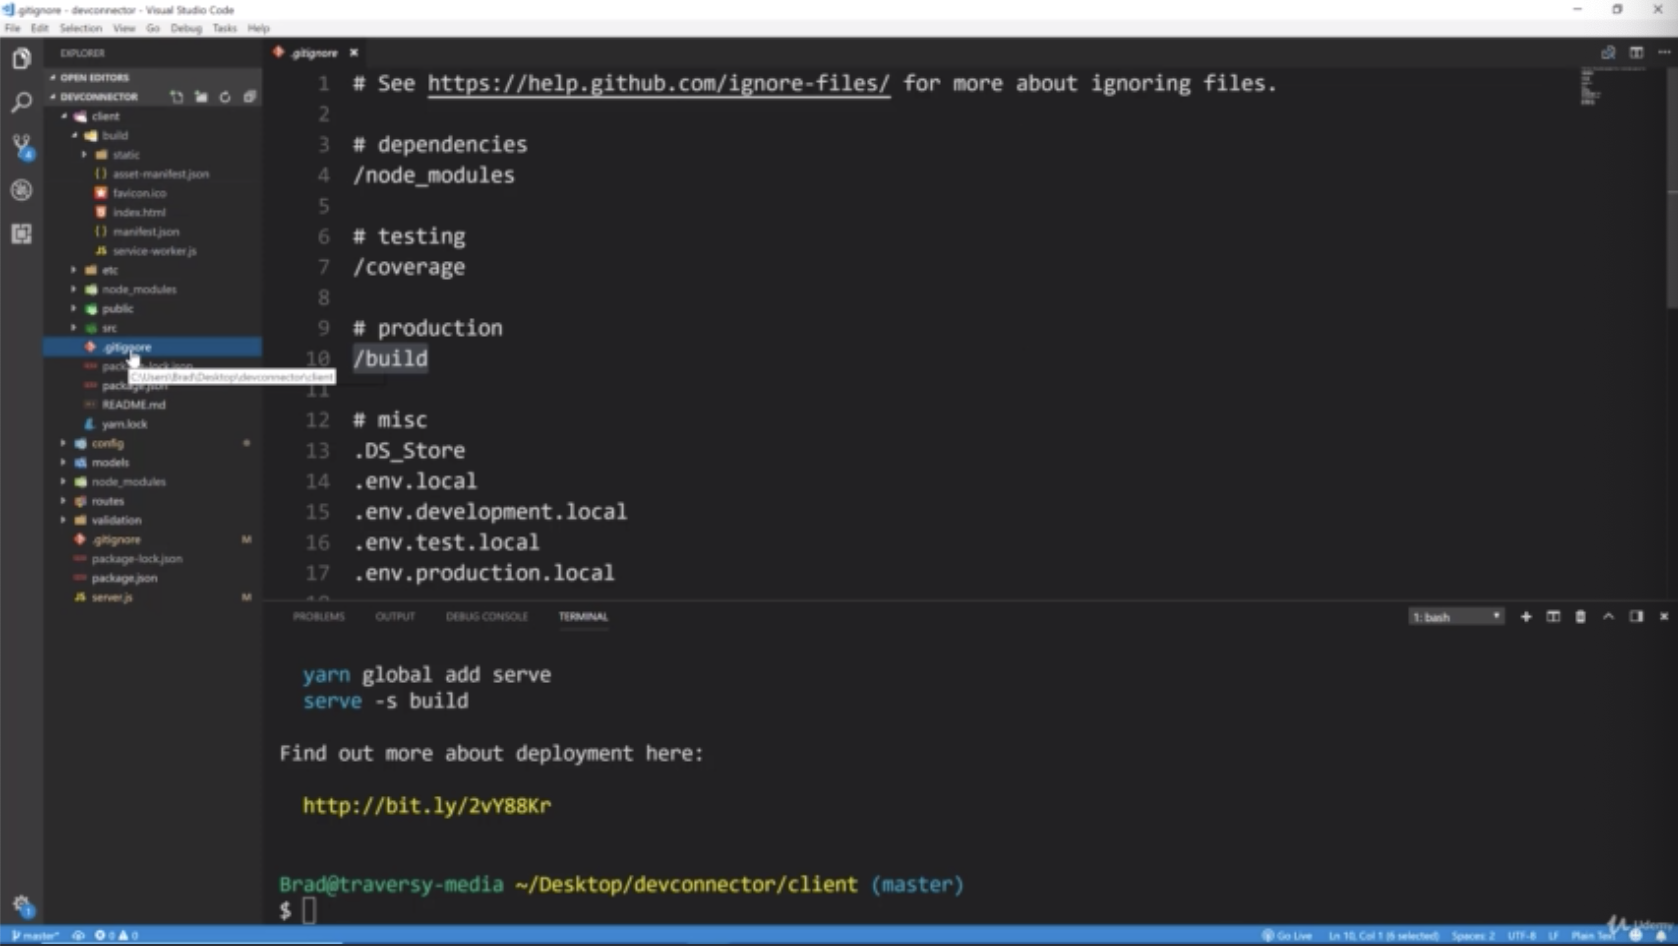 .gitignore - devconnector - Visual Studio Code
File Edit Selection View Go Debug Tasks Help
EXPLORER
OPEN EDITORS
DEVCONNECTOR
client
build
static
asset-manifest.json
favicon.ico
index.html
manifest.json
service-worker.js
etc
node_modules
public
src
.gitignore
package-lock.json
C:\Users\Brad\Desktop\devconnector\client
package.json
README.md
yarn.lock
config
models
node_modules
routes
validation
.gitignore M
package-lock.json
package.json
server.js M
.gitignore
1 # See https://help.github.com/ignore-files/ for more about ignoring files.
2
3 # dependencies
4 /node_modules
5
6 # testing
7 /coverage
8
9 # production
10 /build
11
12 # misc
13 .DS_Store
14 .env.local
15 .env.development.local
16 .env.test.local
17 .env.production.local
PROBLEMS OUTPUT DEBUG CONSOLE TERMINAL 1: bash
yarn global add serve
serve -s build
Find out more about deployment here:
http://bit.ly/2vY88Kr
Brad@traversy-media ~/Desktop/devconnector/client (master)
$
master* 0 0 Go Live Ln 10, Col 1 (6 selected) Spaces: 2 UTF-8 LF Plain Text